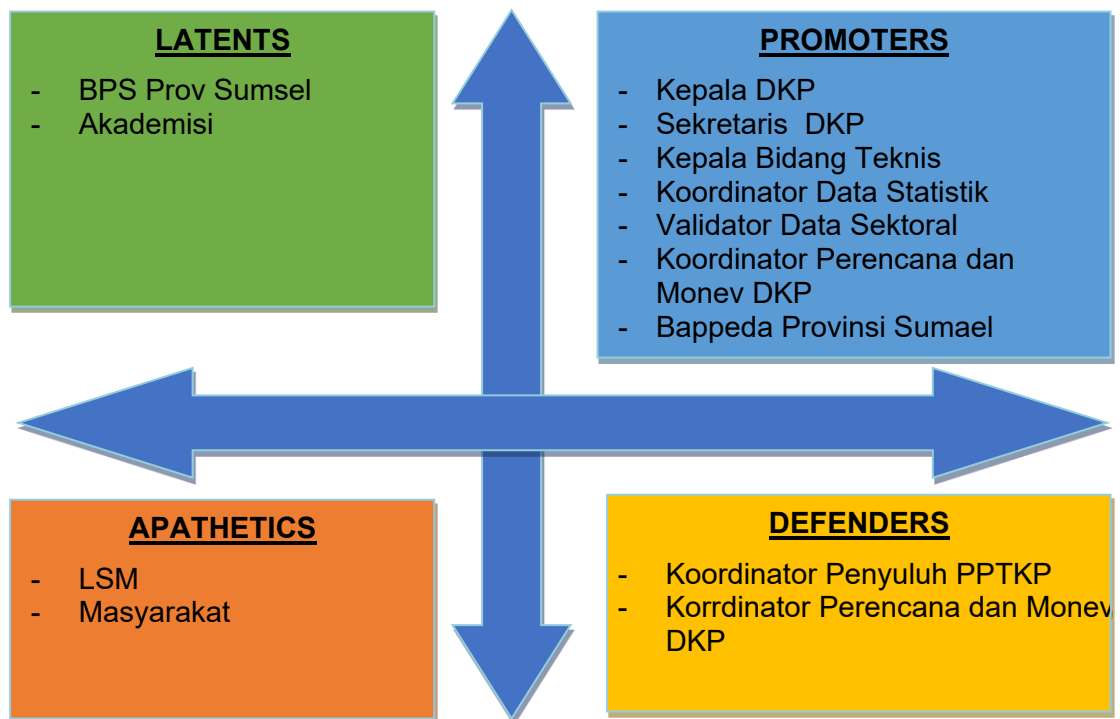 LATENTS
- BPS Prov Sumsel
- Akademisi
PROMOTERS
- Kepala DKP
- Sekretaris DKP
- Kepala Bidang Teknis
- Koordinator Data Statistik
- Validator Data Sektoral
- Koordinator Perencana dan
Monev DKP
- Bappeda Provinsi Sumael
APATHETICS
- LSM
- Masyarakat
DEFENDERS
- Koordinator Penyuluh PPTKP
- Korrdinator Perencana dan Monev
DKP